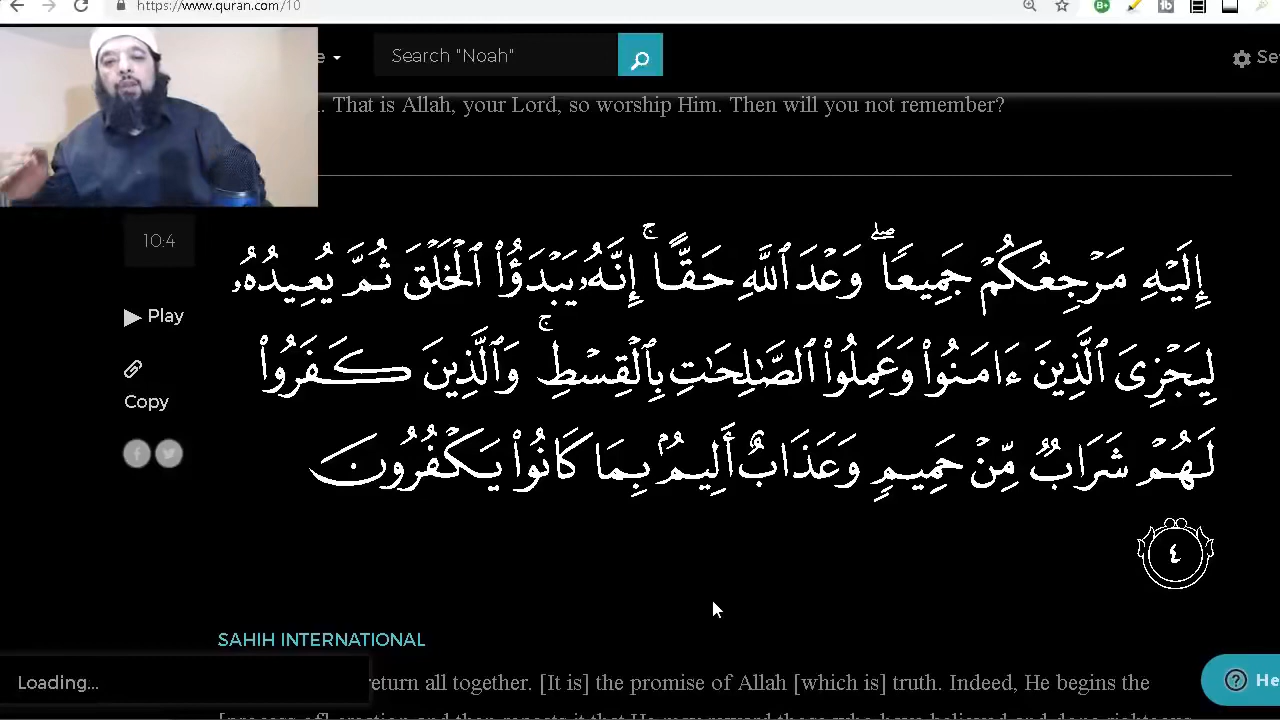 https://www.quran.com/10
e
Search "Noah"
That is Allah, your Lord, so worship Him. Then will you not remember?
10:4
إِلَيْهِ مَرْجِعُكُمْ جَمِيعًا ۖ وَعْدَ ٱللَّهِ حَقًّا ۚ إِنَّهُۥ يَبْدَؤُا۟ ٱلْخَلْقَ ثُمَّ يُعِيدُهُۥ
Play
لِيَجْزِىَ ٱلَّذِينَ ءَامَنُوا۟ وَعَمِلُوا۟ ٱلصَّـٰلِحَـٰتِ بِٱلْقِسْطِ ۚ وَٱلَّذِينَ كَفَرُوا۟
Copy
لَهُمْ شَرَابٌ مِّنْ حَمِيمٍ وَعَذَابٌ أَلِيمٌۢ بِمَا كَانُوا۟ يَكْفُرُونَ
٤
SAHIH INTERNATIONAL
Loading...
return all together. [It is] the promise of Allah [which is] truth. Indeed, He begins the